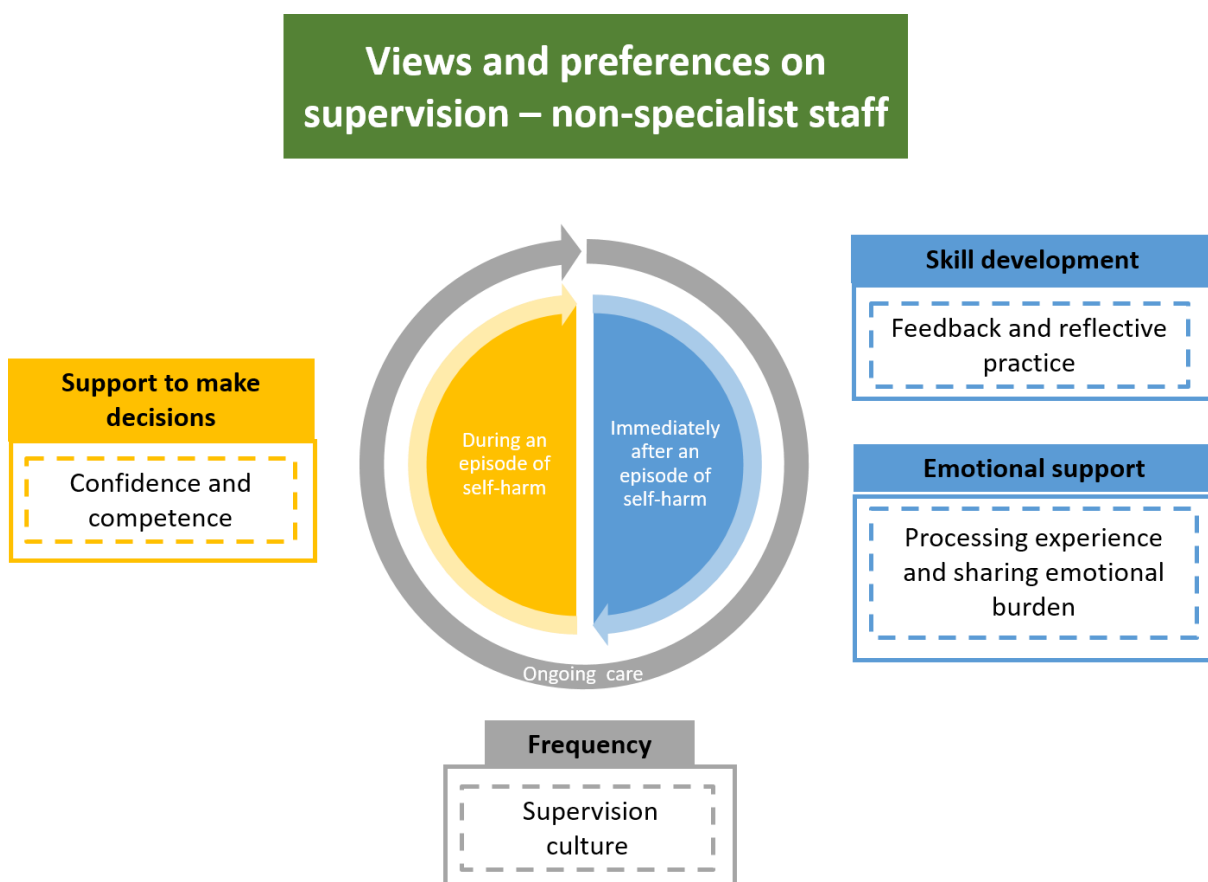 Views and preferences on
supervision – non-specialist staff
Support to make
decisions
Confidence and
competence
During an
episode of
self-harm
Immediately
after an
episode of
self-harm
Ongoing care
Skill development
Feedback and reflective
practice
Emotional support
Processing experience
and sharing emotional
burden
Frequency
Supervision
culture